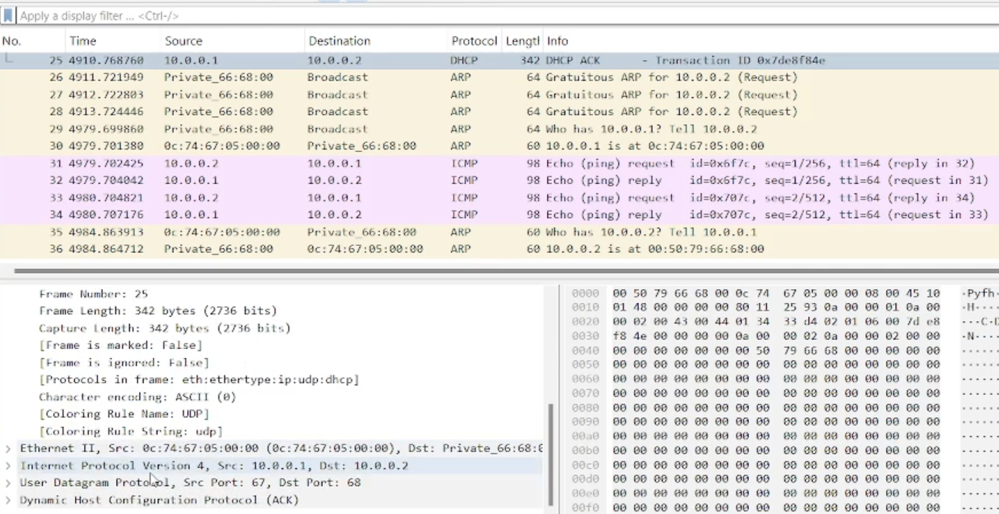 Apply a display filter ... <Ctrl-/>
No. Time Source Destination Protocol Lengtl Info
25 4910.768760 10.0.0.1 10.0.0.2 DHCP 342 DHCP ACK - Transaction ID 0x7de8f84e
26 4911.721949 Private_66:68:00 Broadcast ARP 64 Gratuitous ARP for 10.0.0.2 (Request)
27 4912.722803 Private_66:68:00 Broadcast ARP 64 Gratuitous ARP for 10.0.0.2 (Request)
28 4913.724446 Private_66:68:00 Broadcast ARP 64 Gratuitous ARP for 10.0.0.2 (Request)
29 4979.699860 Private_66:68:00 Broadcast ARP 64 Who has 10.0.0.1? Tell 10.0.0.2
30 4979.701380 0c:74:67:05:00:00 Private_66:68:00 ARP 60 10.0.0.1 is at 0c:74:67:05:00:00
31 4979.702425 10.0.0.2 10.0.0.1 ICMP 98 Echo (ping) request id=0x6f7c, seq=1/256, ttl=64 (reply in 32)
32 4979.704042 10.0.0.1 10.0.0.2 ICMP 98 Echo (ping) reply id=0x6f7c, seq=1/256, ttl=64 (request in 31)
33 4980.704821 10.0.0.2 10.0.0.1 ICMP 98 Echo (ping) request id=0x707c, seq=2/512, ttl=64 (reply in 34)
34 4980.707176 10.0.0.1 10.0.0.2 ICMP 98 Echo (ping) reply id=0x707c, seq=2/512, ttl=64 (request in 33)
35 4984.863913 0c:74:67:05:00:00 Private_66:68:00 ARP 60 Who has 10.0.0.2? Tell 10.0.0.1
36 4984.864712 Private_66:68:00 0c:74:67:05:00:00 ARP 60 10.0.0.2 is at 00:50:79:66:68:00
Frame Number: 25
Frame Length: 342 bytes (2736 bits)
Capture Length: 342 bytes (2736 bits)
[Frame is marked: False]
[Frame is ignored: False]
[Protocols in frame: eth:ethertype:ip:udp:dhcp]
Character encoding: ASCII (0)
[Coloring Rule Name: UDP]
[Coloring Rule String: udp]
Ethernet II, Src: 0c:74:67:05:00:00 (0c:74:67:05:00:00), Dst: Private_66:68:0
Internet Protocol Version 4, Src: 10.0.0.1, Dst: 10.0.0.2
User Datagram Protocol, Src Port: 67, Dst Port: 68
Dynamic Host Configuration Protocol (ACK)
0000 00 50 79 66 68 00 0c 74 67 05 00 00 08 00 45 10 ·Pyfh·
0010 01 48 00 00 00 00 80 11 25 93 0a 00 00 01 0a 00 ·H····
0020 00 02 00 43 00 44 01 34 33 d4 02 01 06 00 7d e8 ···C·D
0030 f8 4e 00 00 00 00 0a 00 00 02 0a 00 00 02 00 00 ·N····
0040 00 00 00 00 00 00 00 50 79 66 68 00 00 00 00 00 ······
0050 00 00 00 00 00 00 00 00 00 00 00 00 00 00 00 00 ······
0060 00 00 00 00 00 00 00 00 00 00 00 00 00 00 00 00 ······
0070 00 00 00 00 00 00 00 00 00 00 00 00 00 00 00 00 ······
0080 00 00 00 00 00 00 00 00 00 00 00 00 00 00 00 00 ······
0090 00 00 00 00 00 00 00 00 00 00 00 00 00 00 00 00 ······
00a0 00 00 00 00 00 00 00 00 00 00 00 00 00 00 00 00 ······
00b0 00 00 00 00 00 00 00 00 00 00 00 00 00 00 00 00 ······
00c0 00 00 00 00 00 00 00 00 00 00 00 00 00 00 00 00 ······
00d0 00 00 00 00 00 00 00 00 00 00 00 00 00 00 00 00 ······
00e0 00 00 00 00 00 00 00 00 00 00 00 00 00 00 00 00 ······
00f0 00 00 00 00 00 00 00 00 00 00 00 00 00 00 00 00 ······